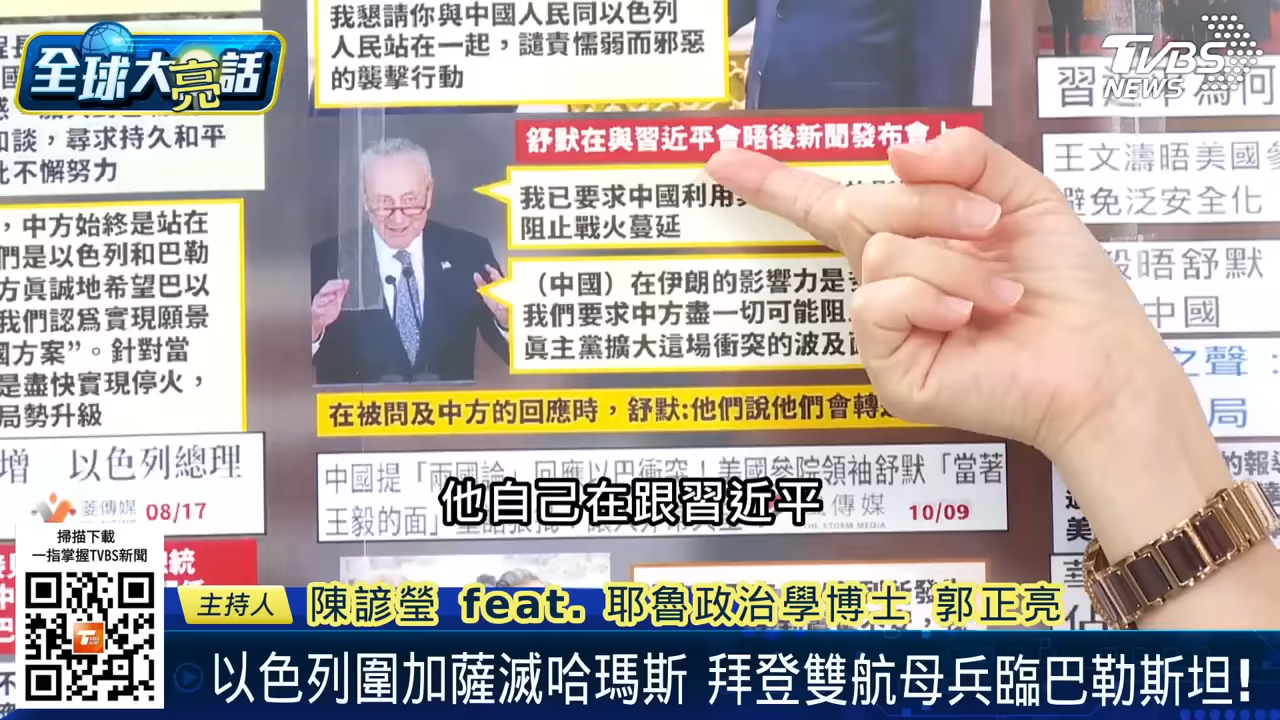 我懇請你與中國人民同以色列
人民站在一起，譴責懦弱而邪惡
的襲擊行動
全球大亮話
TVBS
NEWS
和談，尋求持久和平
不懈努力
舒默在與習近平會晤後新聞發布會上
我已要求中國利用
阻止戰火蔓延
（中國）在伊朗的影響力是
我們要求中方盡一切可能阻
真主黨擴大這場衝突的波及
在被問及中方的回應時，舒默:他們說他們會轉
，中方始終是站在
們是以色列和巴勒
方真誠地希望巴以
我們認爲實現願景
國方案”。針對當
是盡快實現停火，
局勢升級
增 以色列總理
菱傳媒 08/17
中國提「兩國論」回應以巴衝突！美國參院領袖舒默「當著
王毅的面」
傳媒
THE STORM MEDIA
10/09
習近平為何
王文濤晤美國參
避免泛安全化
毅晤舒默
中國
之聲：
局
的報導
他自己在跟習近平
掃描下載
一指掌握TVBS新聞
主持人 陳諺瑩 feat. 耶魯政治學博士 郭正亮
以色列圍加薩滅哈瑪斯 拜登雙航母兵臨巴勒斯坦!